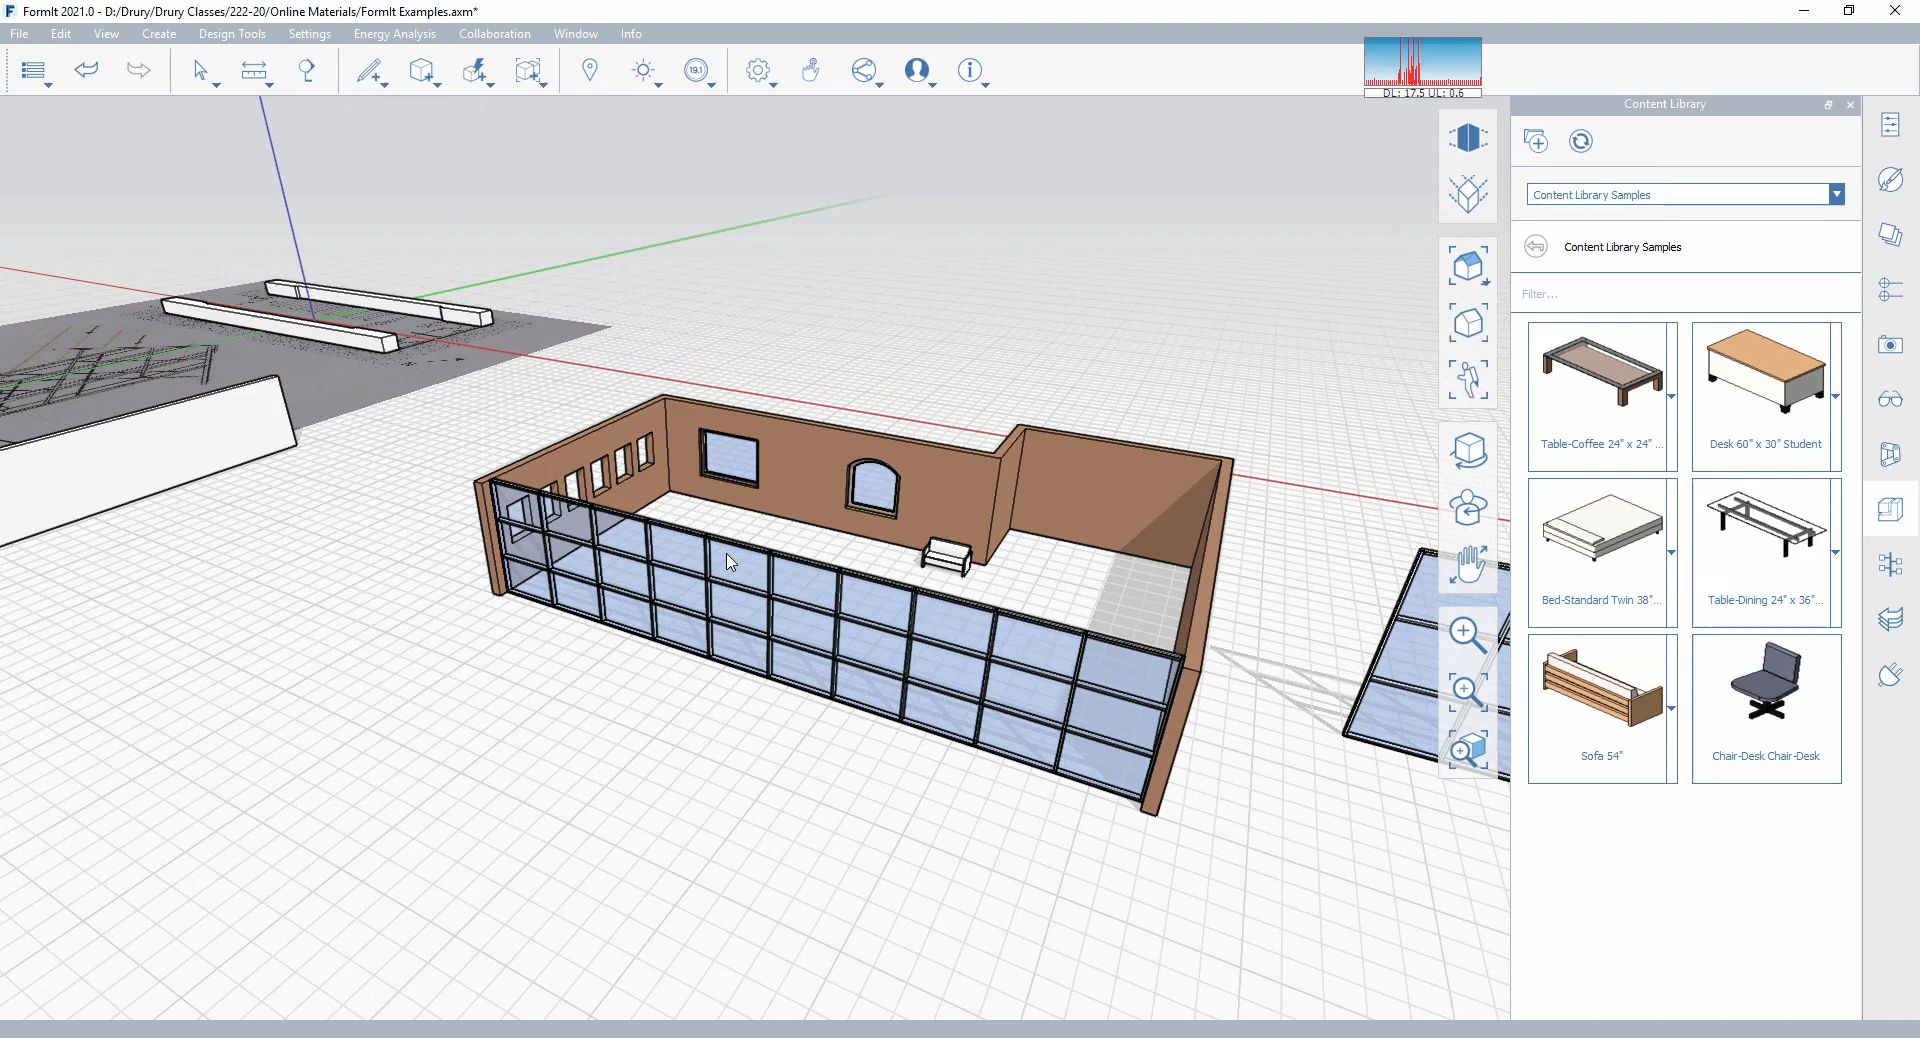 FormIt 2021.0 - D:/Drury/Drury Classes/222-20/Online Materials/FormIt Examples.axm*
File Edit View Create Design Tools Settings Energy Analysis Collaboration Window Info
19.1
DL: 17.5 UL: 0.6
Content Library
Content Library Samples
Content Library Samples
Filter...
Table-Coffee 24" x 24" ...
Desk 60" x 30" Student
Bed-Standard Twin 38"...
Table-Dining 24" x 36"...
Sofa 54"
Chair-Desk Chair-Desk